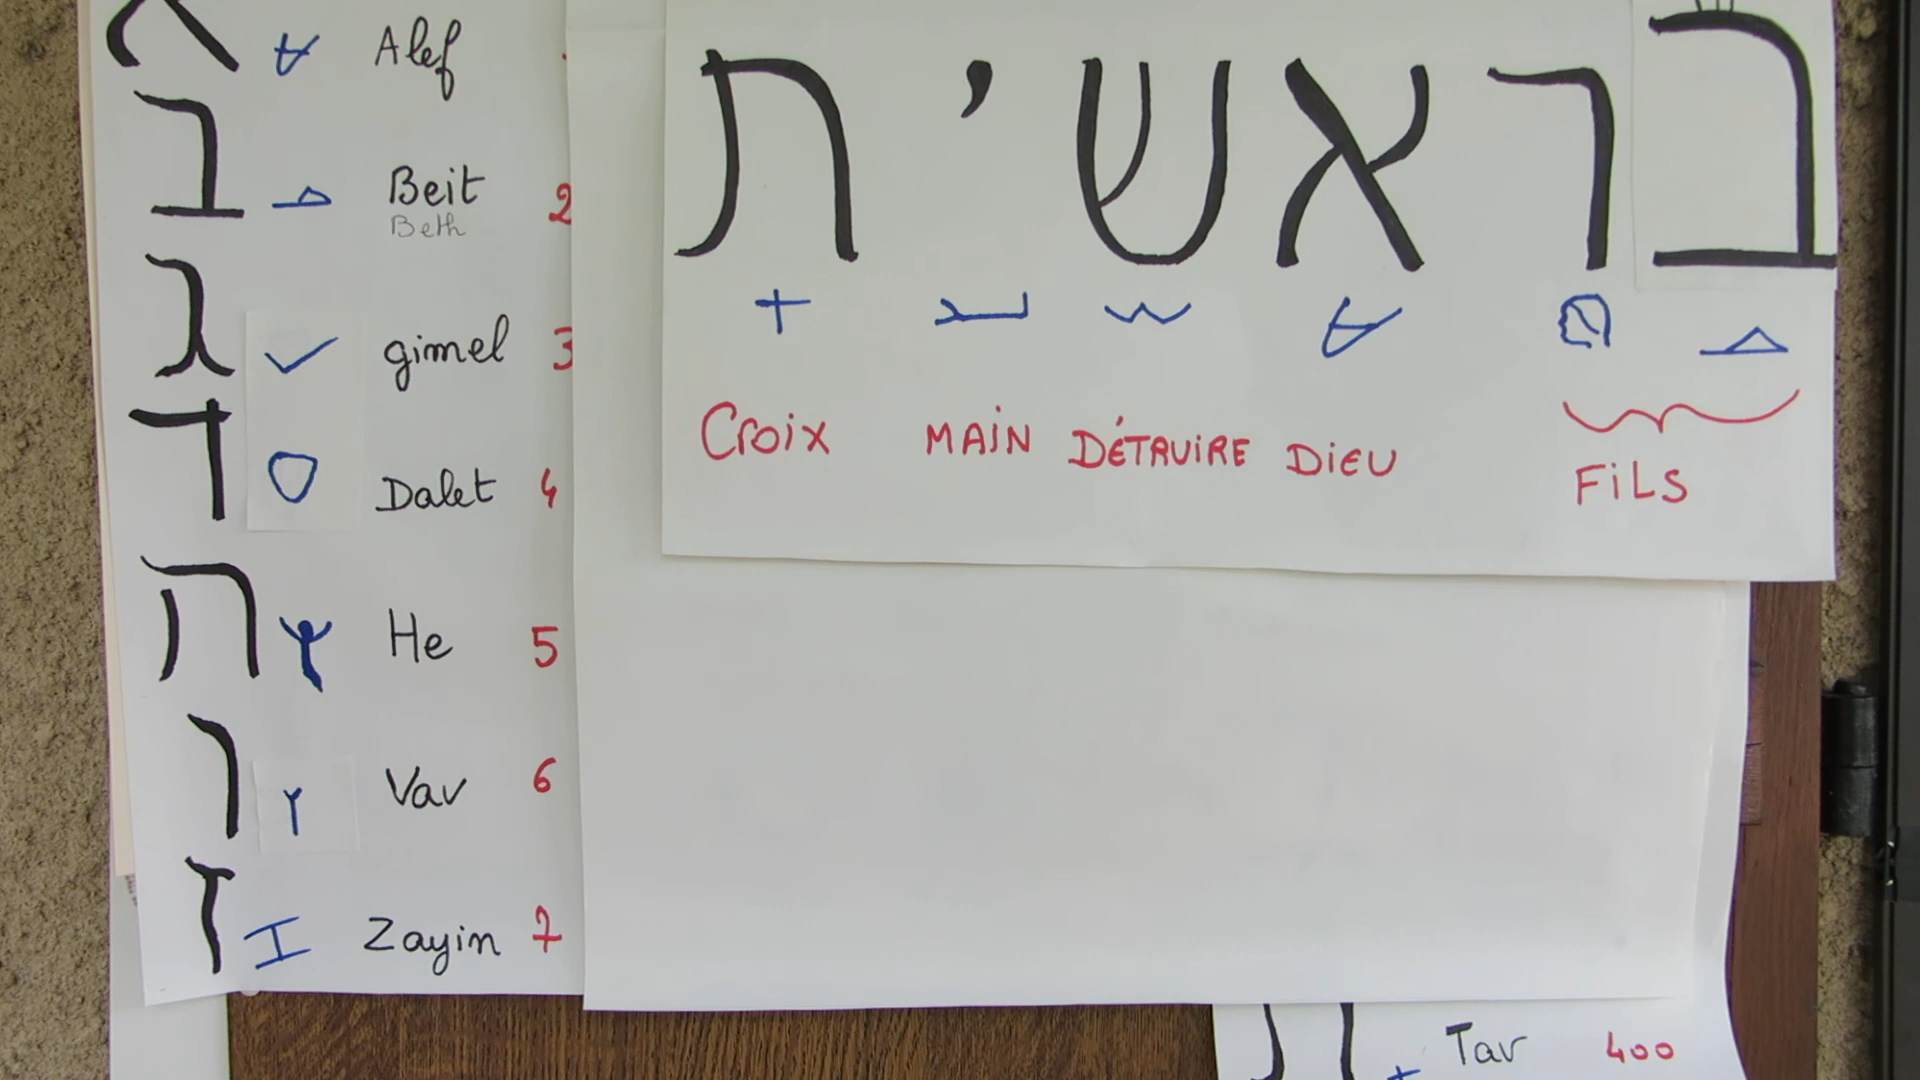 א Alef
ב Beit 2
Beth
ג gimel 3
ד Dalet 4
ה He 5
ו Vav 6
ז Zayin 7
בראשית
Croix MAIN DÉTRUIRE DIEU
FILS
ת Tav 400